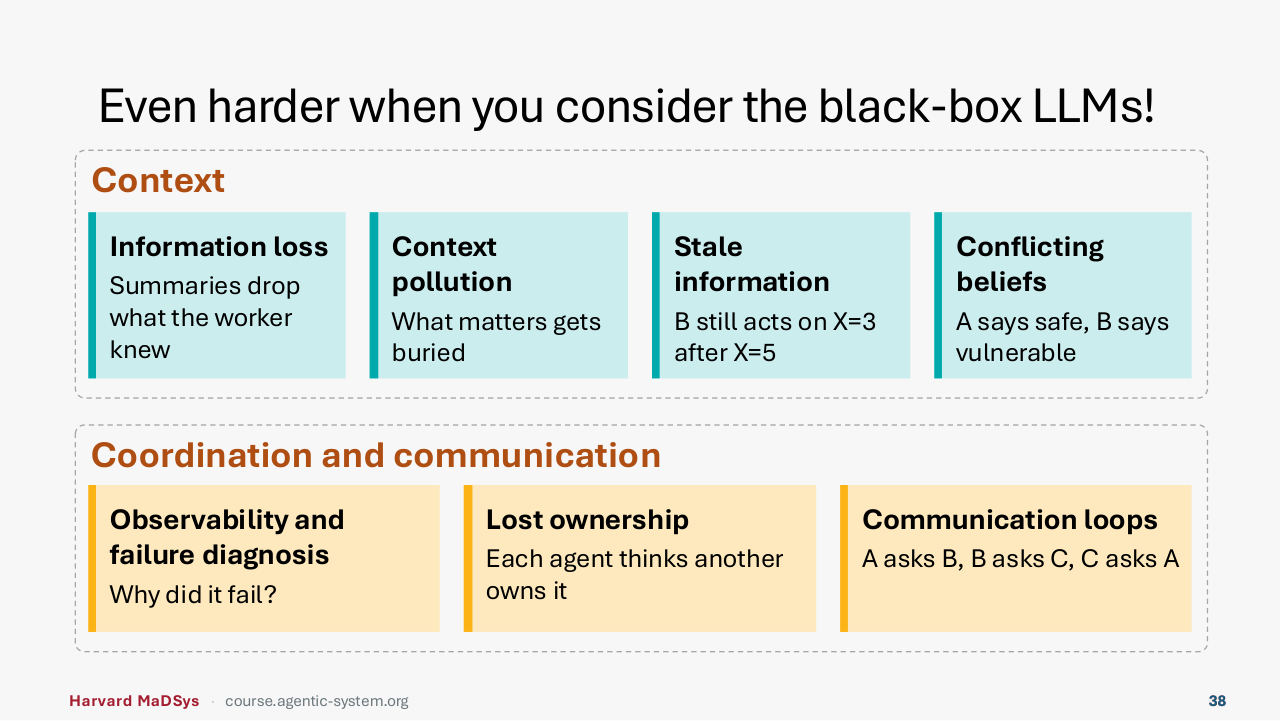 Even harder when you consider the black-box LLMs!
Context
Information loss
Summaries drop
what the worker
knew
Context
pollution
What matters gets
buried
Stale
information
B still acts on X=3
after X=5
Conflicting
beliefs
A says safe, B says
vulnerable
Coordination and communication
Observability and
failure diagnosis
Why did it fail?
Lost ownership
Each agent thinks another
owns it
Communication loops
A asks B, B asks C, C asks A
Harvard MaDSys · course.agentic-system.org
38